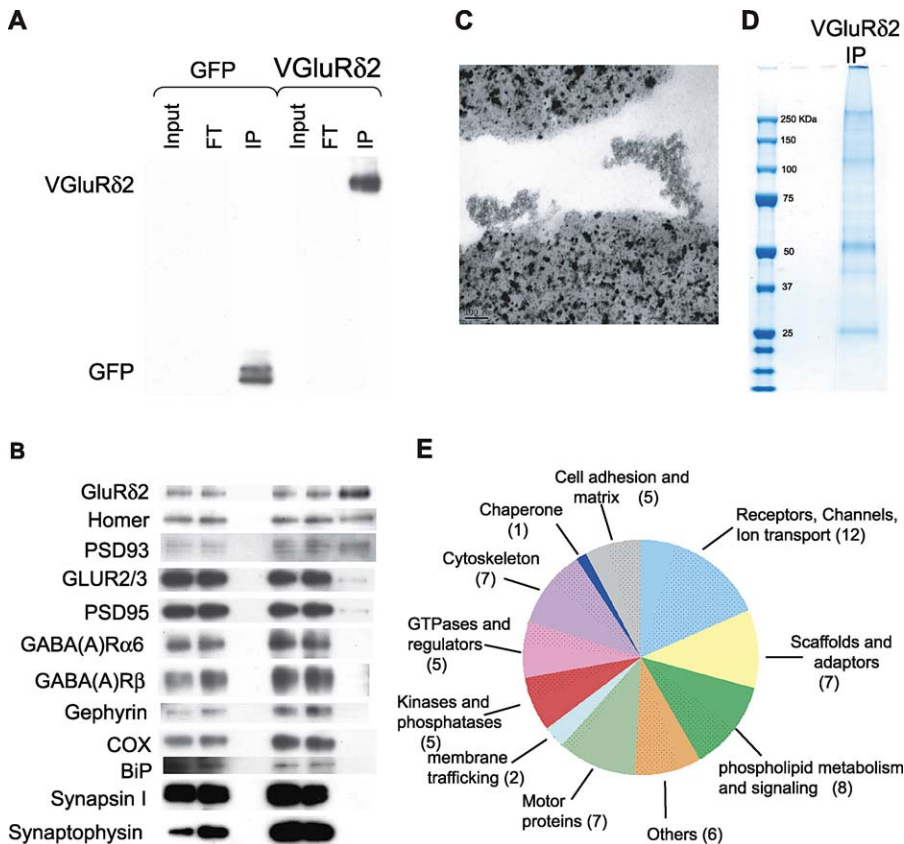 A
GFP
VGluRδ2
Input
FT
IP
Input
FT
IP
VGluRδ2
GFP
B
GluRδ2
Homer
PSD93
GLUR2/3
PSD95
GABA(A)Rα6
GABA(A)Rβ
Gephyrin
COX
BiP
Synapsin I
Synaptophysin
C
D
VGluRδ2
IP
250 KDa
150
100
75
50
37
25
E
Cell adhesion and
matrix (5)
Chaperone
(1)
Cytoskeleton
(7)
GTPases and
regulators
(5)
Kinases and
phosphatases
(5)
membrane
trafficking (2)
Motor
proteins (7)
Others (6)
phospholipid metabolism
and signaling (8)
Scaffolds and
adaptors
(7)
Receptors, Channels,
Ion transport (12)